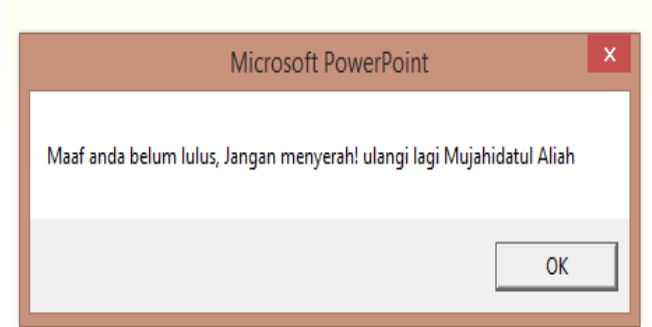 Microsoft PowerPoint
x
Maaf anda belum lulus, Jangan menyerah! ulangi lagi Mujahidatul Aliah
OK